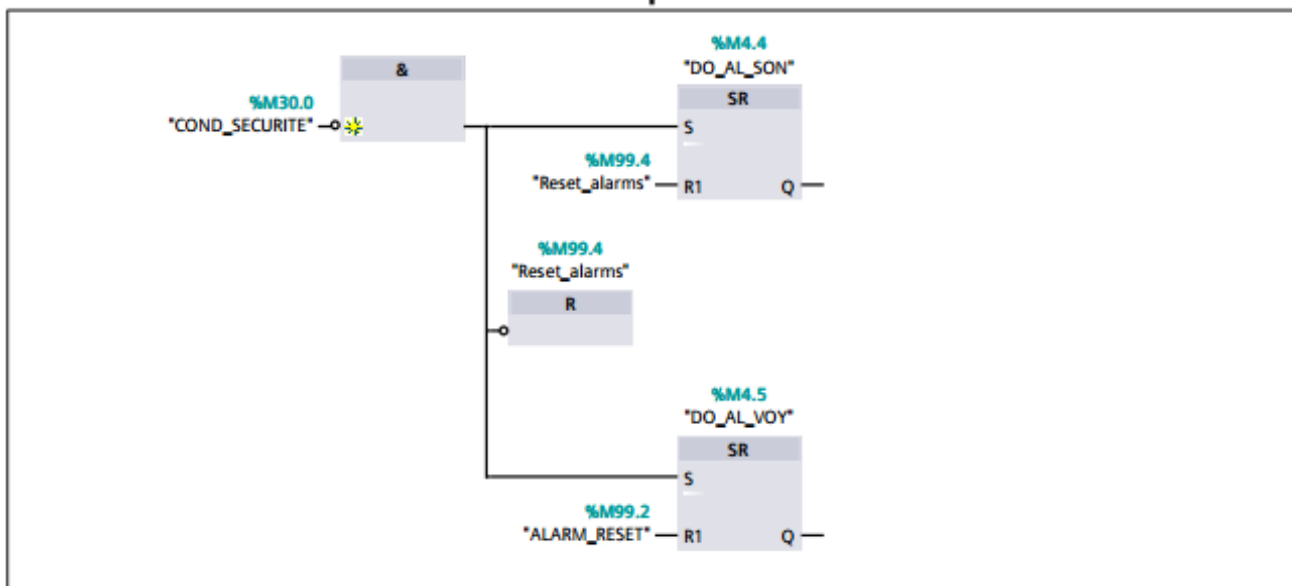 &
%M30.0
"COND_SECURITE"
%M4.4
"DO_AL_SON"
SR
S
%M99.4
"Reset_alarms"
R1 Q
%M99.4
"Reset_alarms"
R
%M4.5
"DO_AL_VOY"
SR
S
%M99.2
"ALARM_RESET"
R1 Q